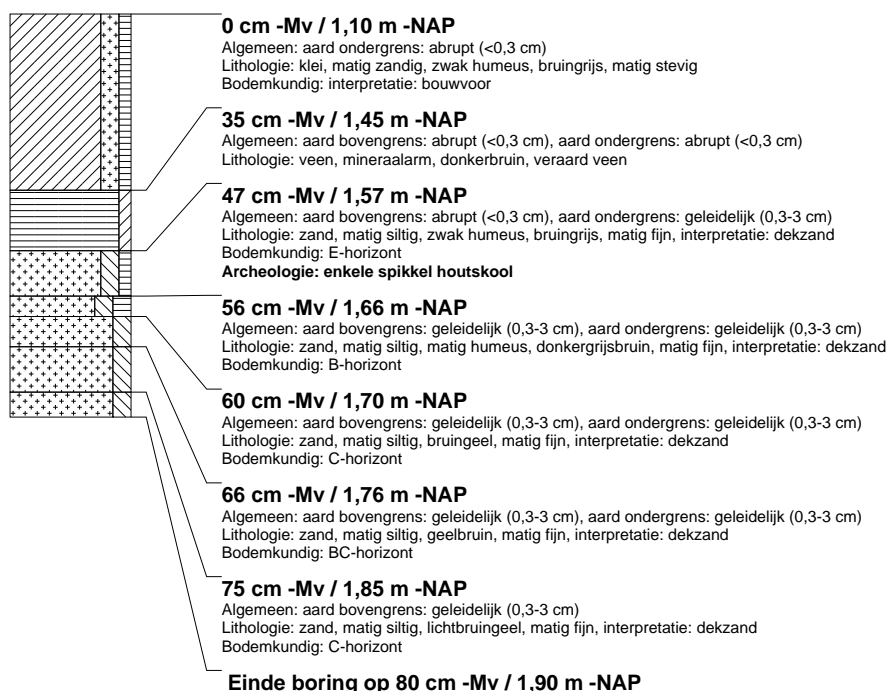 0 cm -Mv / 1,10 m -NAP
Algemeen: aard ondergrens: abrupt (<0,3 cm)
Lithologie: klei, matig zandig, zwak humeus, bruingrijs, matig stevig
Bodemkundig: interpretatie: bouwvoor
35 cm -Mv / 1,45 m -NAP
Algemeen: aard bovengrens: abrupt (<0,3 cm), aard ondergrens: abrupt (<0,3 cm)
Lithologie: veen, mineraalarm, donkerbruin, veraard veen
47 cm -Mv / 1,57 m -NAP
Algemeen: aard bovengrens: abrupt (<0,3 cm), aard ondergrens: geleidelijk (0,3-3 cm)
Lithologie: zand, matig siltig, zwak humeus, bruingrijs, matig fijn, interpretatie: dekzand
Bodemkundig: E-horizont
Archeologie: enkele spikkel houtskool
56 cm -Mv / 1,66 m -NAP
Algemeen: aard bovengrens: geleidelijk (0,3-3 cm), aard ondergrens: geleidelijk (0,3-3 cm)
Lithologie: zand, matig siltig, matig humeus, donkergrijsbruin, matig fijn, interpretatie: dekzand
Bodemkundig: B-horizont
60 cm -Mv / 1,70 m -NAP
Algemeen: aard bovengrens: geleidelijk (0,3-3 cm), aard ondergrens: geleidelijk (0,3-3 cm)
Lithologie: zand, matig siltig, bruingeel, matig fijn, interpretatie: dekzand
Bodemkundig: C-horizont
66 cm -Mv / 1,76 m -NAP
Algemeen: aard bovengrens: geleidelijk (0,3-3 cm), aard ondergrens: geleidelijk (0,3-3 cm)
Lithologie: zand, matig siltig, geelbruin, matig fijn, interpretatie: dekzand
Bodemkundig: BC-horizont
75 cm -Mv / 1,85 m -NAP
Algemeen: aard bovengrens: geleidelijk (0,3-3 cm)
Lithologie: zand, matig siltig, lichtbruingeel, matig fijn, interpretatie: dekzand
Bodemkundig: C-horizont
Einde boring op 80 cm -Mv / 1,90 m -NAP